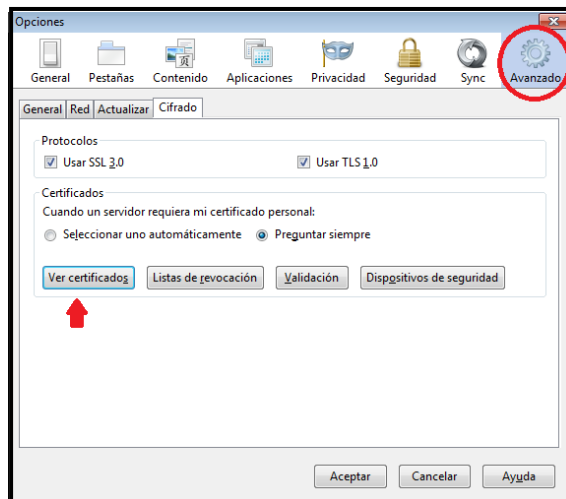 Opciones
General Pestañas Contenido Aplicaciones Privacidad Seguridad Sync Avanzado
General Red Actualizar Cifrado
Protocolos
Usar SSL 3.0 Usar TLS 1.0
Certificados
Cuando un servidor requiera mi certificado personal:
Seleccionar uno automáticamente Preguntar siempre
Ver certificados Listas de revocación Validación Dispositivos de seguridad
Aceptar Cancelar Ayuda